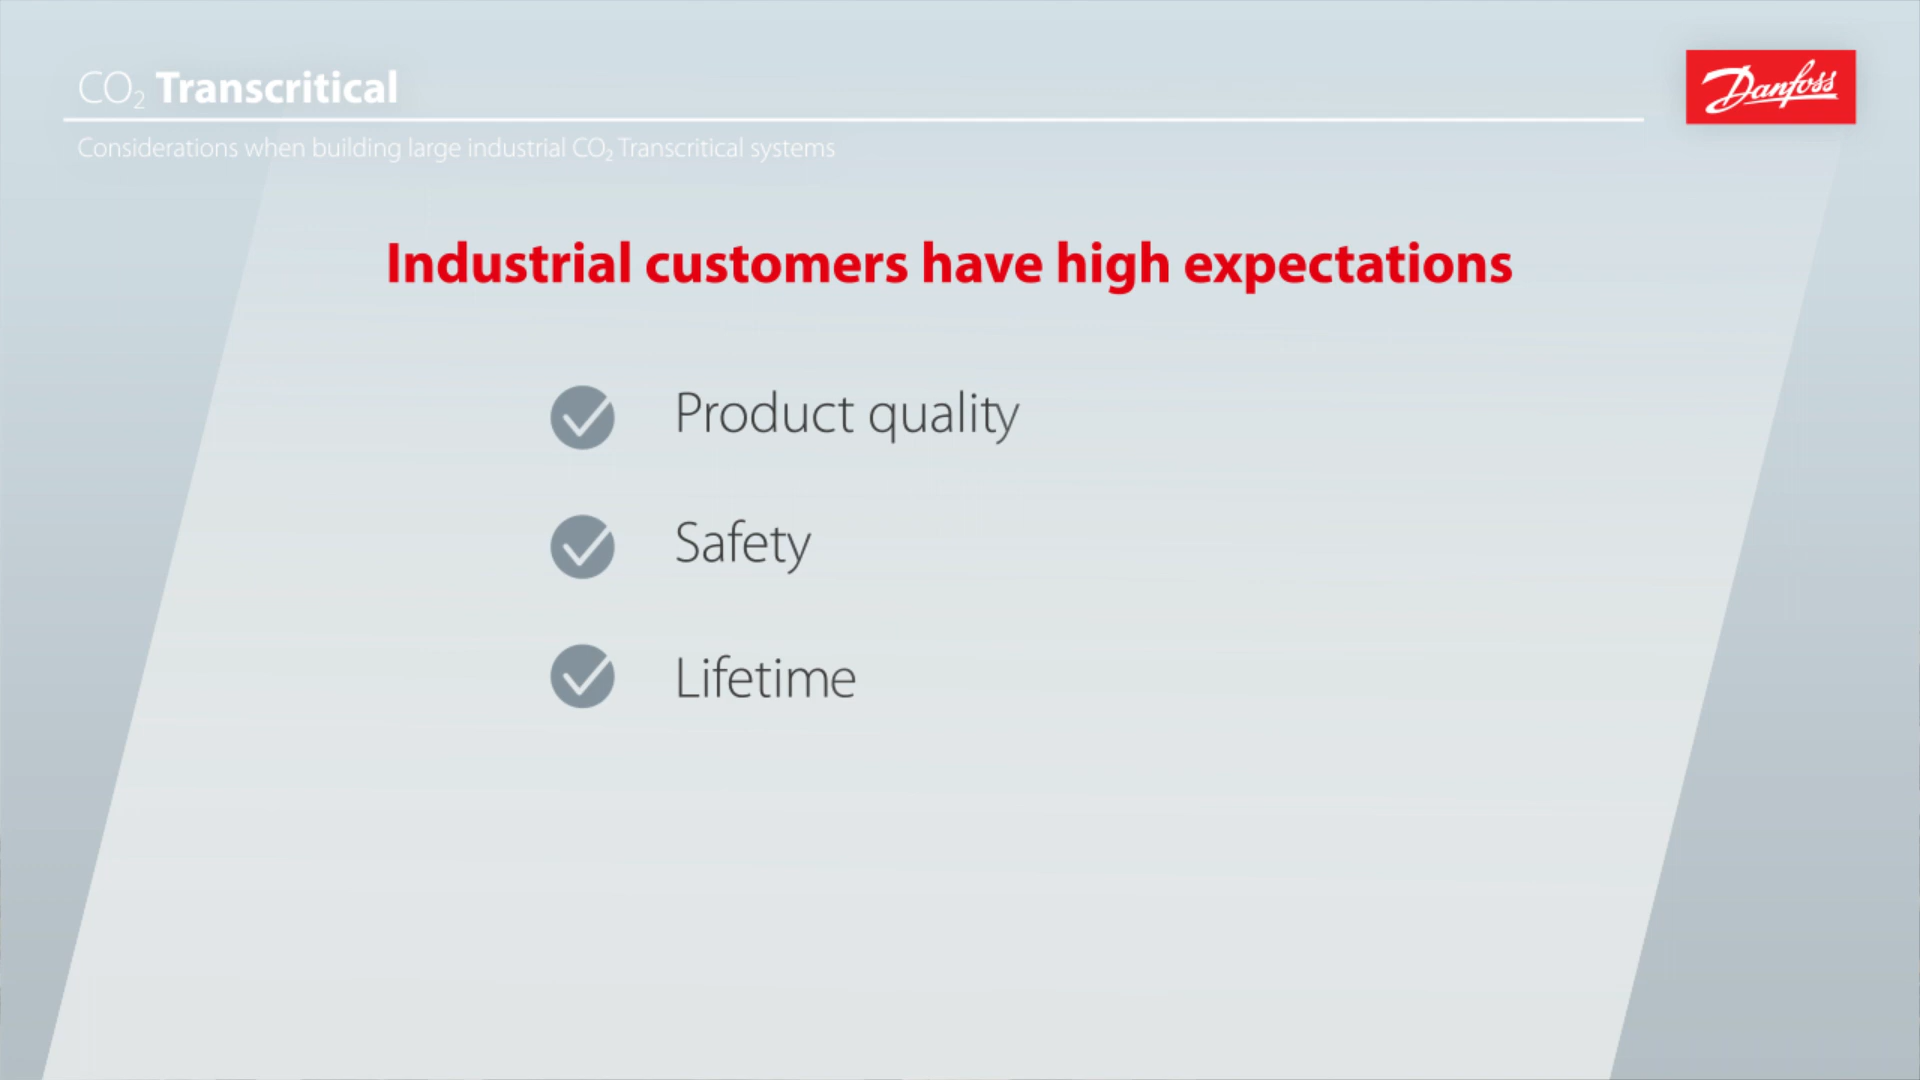 CO₂ Transcritical
Danfoss
Considerations when building large industrial CO₂ Transcritical systems
Industrial customers have high expectations
Product quality
Safety
Lifetime